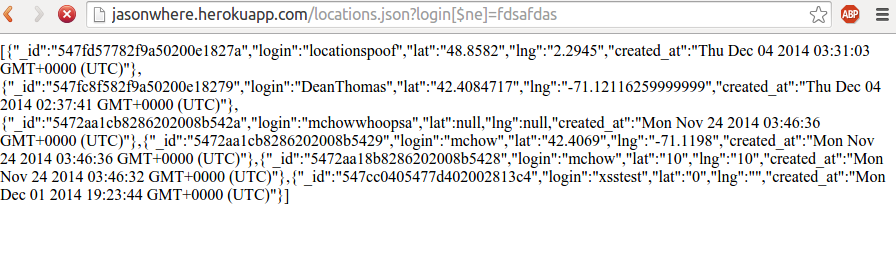 jasonwhere.herokuapp.com/locations.json?login[$ne]=fdsafdas
ABP
[{"_id":"547fd57782f9a50200e1827a","login":"locationspoof","lat":"48.8582","lng":"2.2945","created_at":"Thu Dec 04 2014 03:31:03
GMT+0000 (UTC)"},
{"_id":"547fc8f582f9a50200e18279","login":"DeanThomas","lat":"42.4084717","lng":"-71.12116259999999","created_at":"Thu Dec 04
2014 02:37:41 GMT+0000 (UTC)"},
{"_id":"5472aa1cb8286202008b542a","login":"mchowwhoopsa","lat":null,"lng":null,"created_at":"Mon Nov 24 2014 03:46:36
GMT+0000 (UTC)"},{"_id":"5472aa1cb8286202008b5429","login":"mchow","lat":"42.4069","lng":"-71.1198","created_at":"Mon Nov
24 2014 03:46:36 GMT+0000 (UTC)"},{"_id":"5472aa18b8286202008b5428","login":"mchow","lat":"10","lng":"10","created_at":"Mon
Nov 24 2014 03:46:32 GMT+0000 (UTC)"},{"_id":"547cc0405477d402002813c4","login":"xsstest","lat":"0","lng":"","created_at":"Mon
Dec 01 2014 19:23:44 GMT+0000 (UTC)"}]